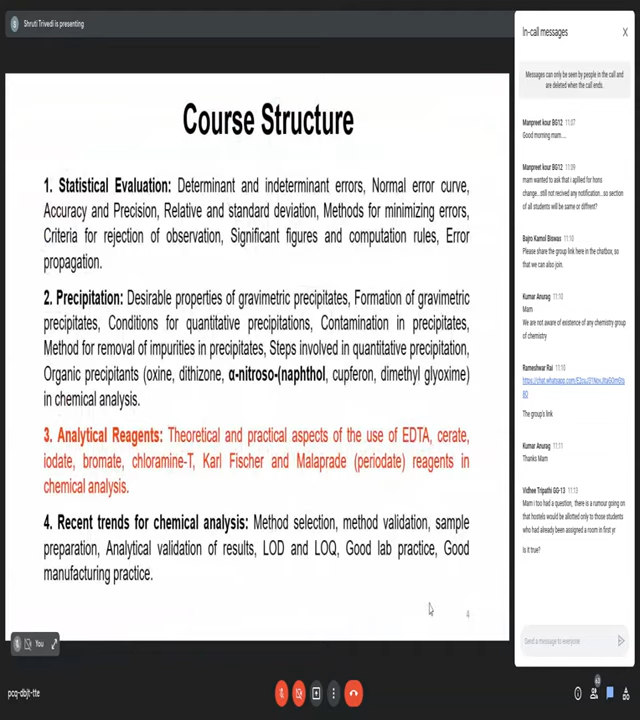 Shruti Trivedi is presenting
Course Structure
1. Statistical Evaluation: Determinant and indeterminant errors, Normal error curve,
Accuracy and Precision, Relative and standard deviation, Methods for minimizing errors,
Criteria for rejection of observation, Significant figures and computation rules, Error
propagation.
2. Precipitation: Desirable properties of gravimetric precipitates, Formation of gravimetric
precipitates, Conditions for quantitative precipitations, Contamination in precipitates,
Method for removal of impurities in precipitates, Steps involved in quantitative precipitation,
Organic precipitants (oxine, dithizone, α-nitroso-(naphthol, cupferon, dimethyl glyoxime)
in chemical analysis.
3. Analytical Reagents: Theoretical and practical aspects of the use of EDTA, cerate,
iodate, bromate, chloramine-T, Karl Fischer and Malaprade (periodate) reagents in
chemical analysis.
4. Recent trends for chemical analysis: Method selection, method validation, sample
preparation, Analytical validation of results, LOD and LOQ, Good lab practice, Good
manufacturing practice.
4
You
pcq-dbjt-tte
In-call messages
Messages can only be seen by people in the call and
are deleted when the call ends.
Manpreet kour BG12 11:07
Good morning mam....
Manpreet kour BG12 11:09
mam wanted to ask that i apllied for hons
change...still not recived any notification...so section
of all students will be same or diffrent?
Bajro Kamol Biswas 11:10
Please share the group link here in the chatbox, so
that we can also join.
Kumar Anurag 11:10
Mam
We are not aware of existence of any chemistry group
of chemistry
Rameshwar Rai 11:10
The group's link
Kumar Anurag 11:11
Thanks Mam
Vidhee Tripathi GG-13 11:13
Mam i too had a question, there is a rumour going on
that hostels would be allotted only to those students
who had already been assigned a room in first yr
Is it true?
Send a message to everyone